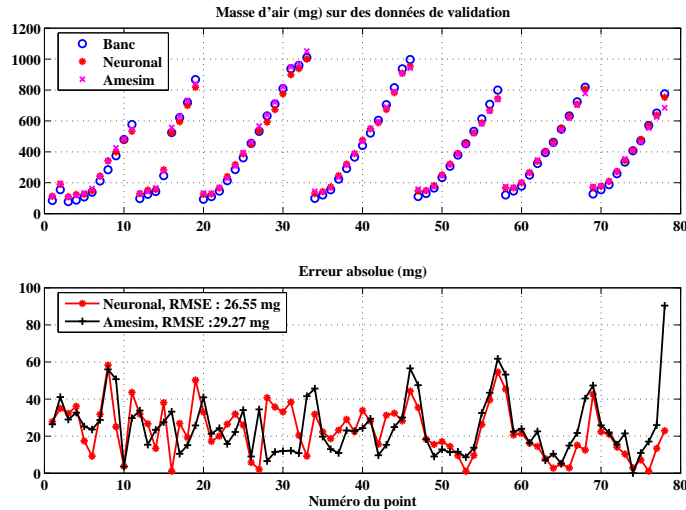 Masse d'air (mg) sur des données de validation
1200
1000
800
600
400
200
0
Banc
Neuronal
Amesim
0 10 20 30 40 50 60 70 80
Erreur absolue (mg)
100
80
60
40
20
0
Neuronal, RMSE : 26.55 mg
Amesim, RMSE :29.27 mg
0 10 20 30 40 50 60 70 80
Numéro du point